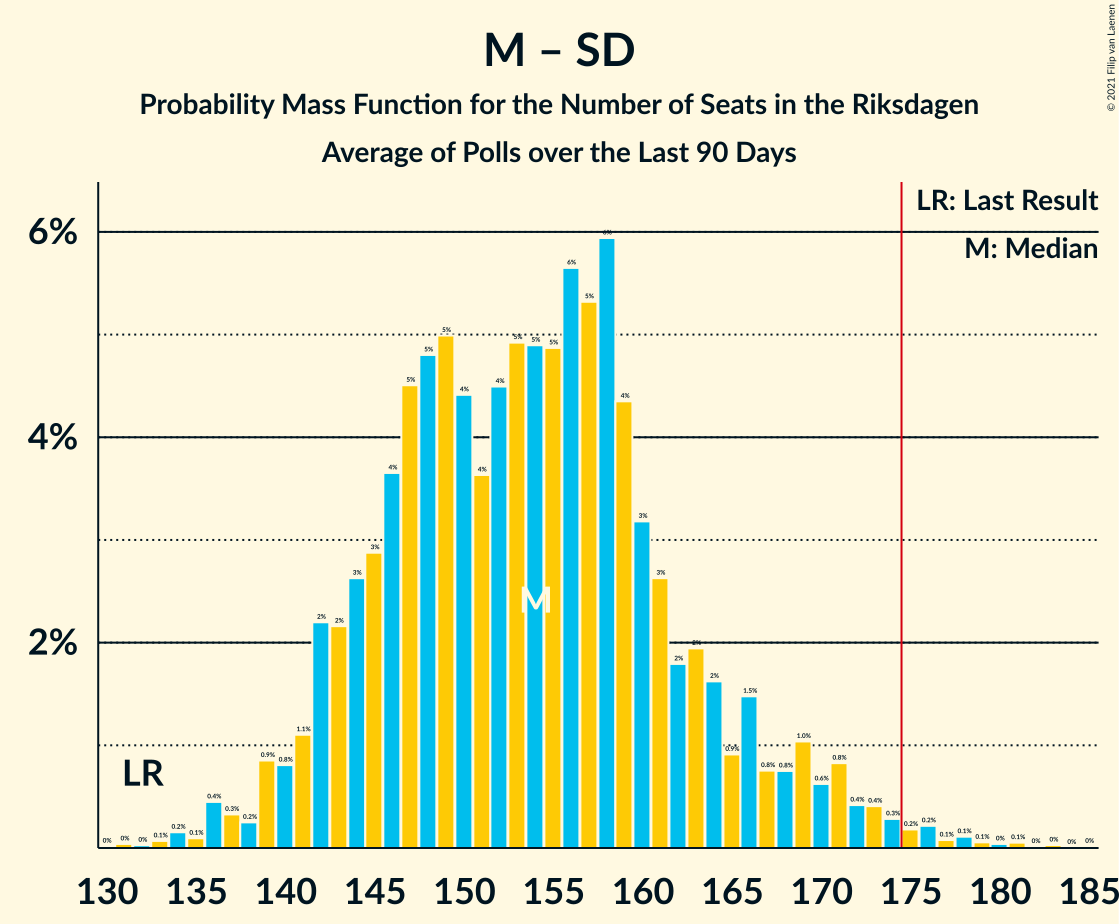 M – SD
Probability Mass Function for the Number of Seats in the Riksdagen
Average of Polls over the Last 90 Days
© 2021 Filip van Laenen
LR: Last Result
M: Median
6%
4%
2%
LR
M
0% 0% 0% 0.1% 0.2% 0.1% 0.4% 0.3% 0.2% 0.9% 0.8% 1.1% 2% 2% 3% 3% 4% 5% 5% 5% 4% 4% 4% 5% 5% 5% 6% 5% 6% 4% 3% 3% 2% 2% 2% 0.9% 1.5% 0.8% 0.8% 1.0% 0.6% 0.8% 0.4% 0.4% 0.3% 0.2% 0.2% 0.1% 0.1% 0.1% 0% 0.1% 0% 0% 0% 0%
130 135 140 145 150 155 160 165 170 175 180 185